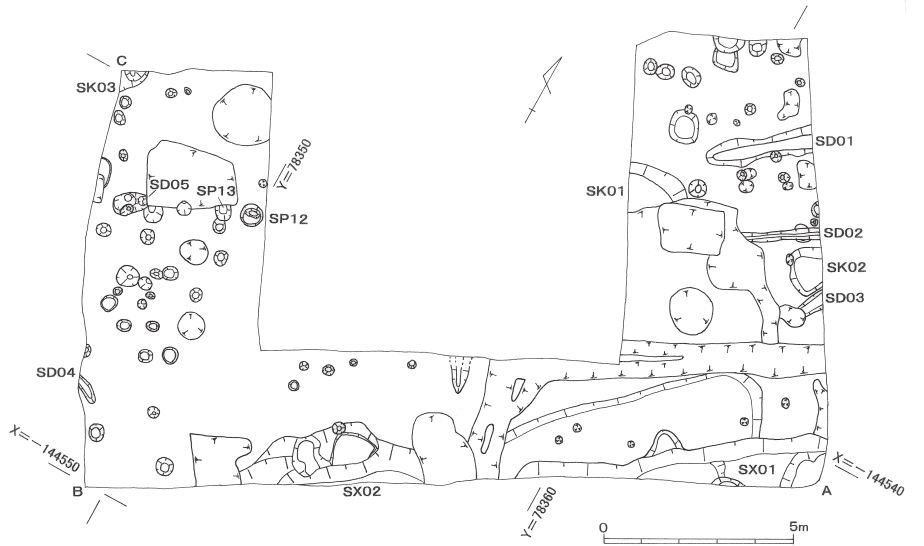 C
SK03
Y=78350
SD05
SP13
SP12
SK01
SD01
SD02
SK02
SD03
SD04
X=-144550
B
SX02
Y=78360
SX01
X=-144540
A
0
5m